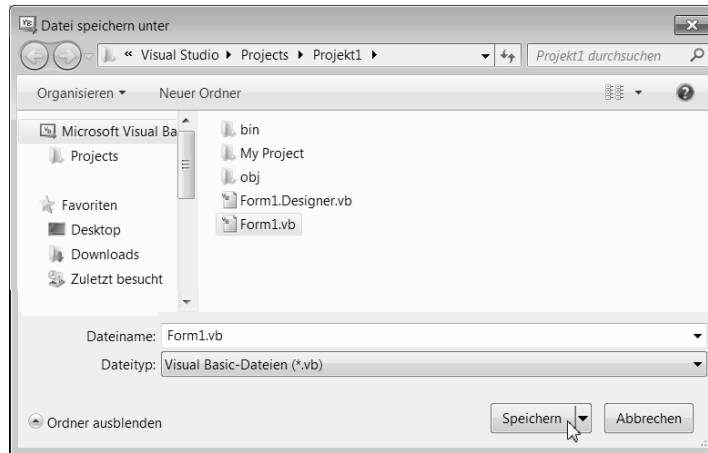 Datei speichern unter
« Visual Studio Projects Projekt1 Projekt1 durchsuchen
Organisieren Neuer Ordner
Microsoft Visual Ba
Projects
Favoriten
Desktop
Downloads
Zuletzt besucht
bin
My Project
obj
Form1.Designer.vb
Form1.vb
Dateiname: Form1.vb
Dateityp: Visual Basic-Dateien (*.vb)
Ordner ausblenden Speichern Abbrechen